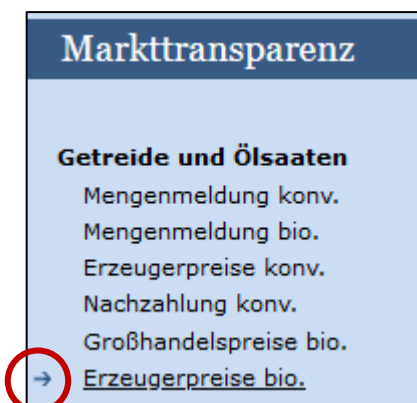 Markttransparenz
Getreide und Ölsaaten
Mengenmeldung konv.
Mengenmeldung bio.
Erzeugerpreise konv.
Nachzahlung konv.
Großhandelspreise bio.
Erzeugerpreise bio.